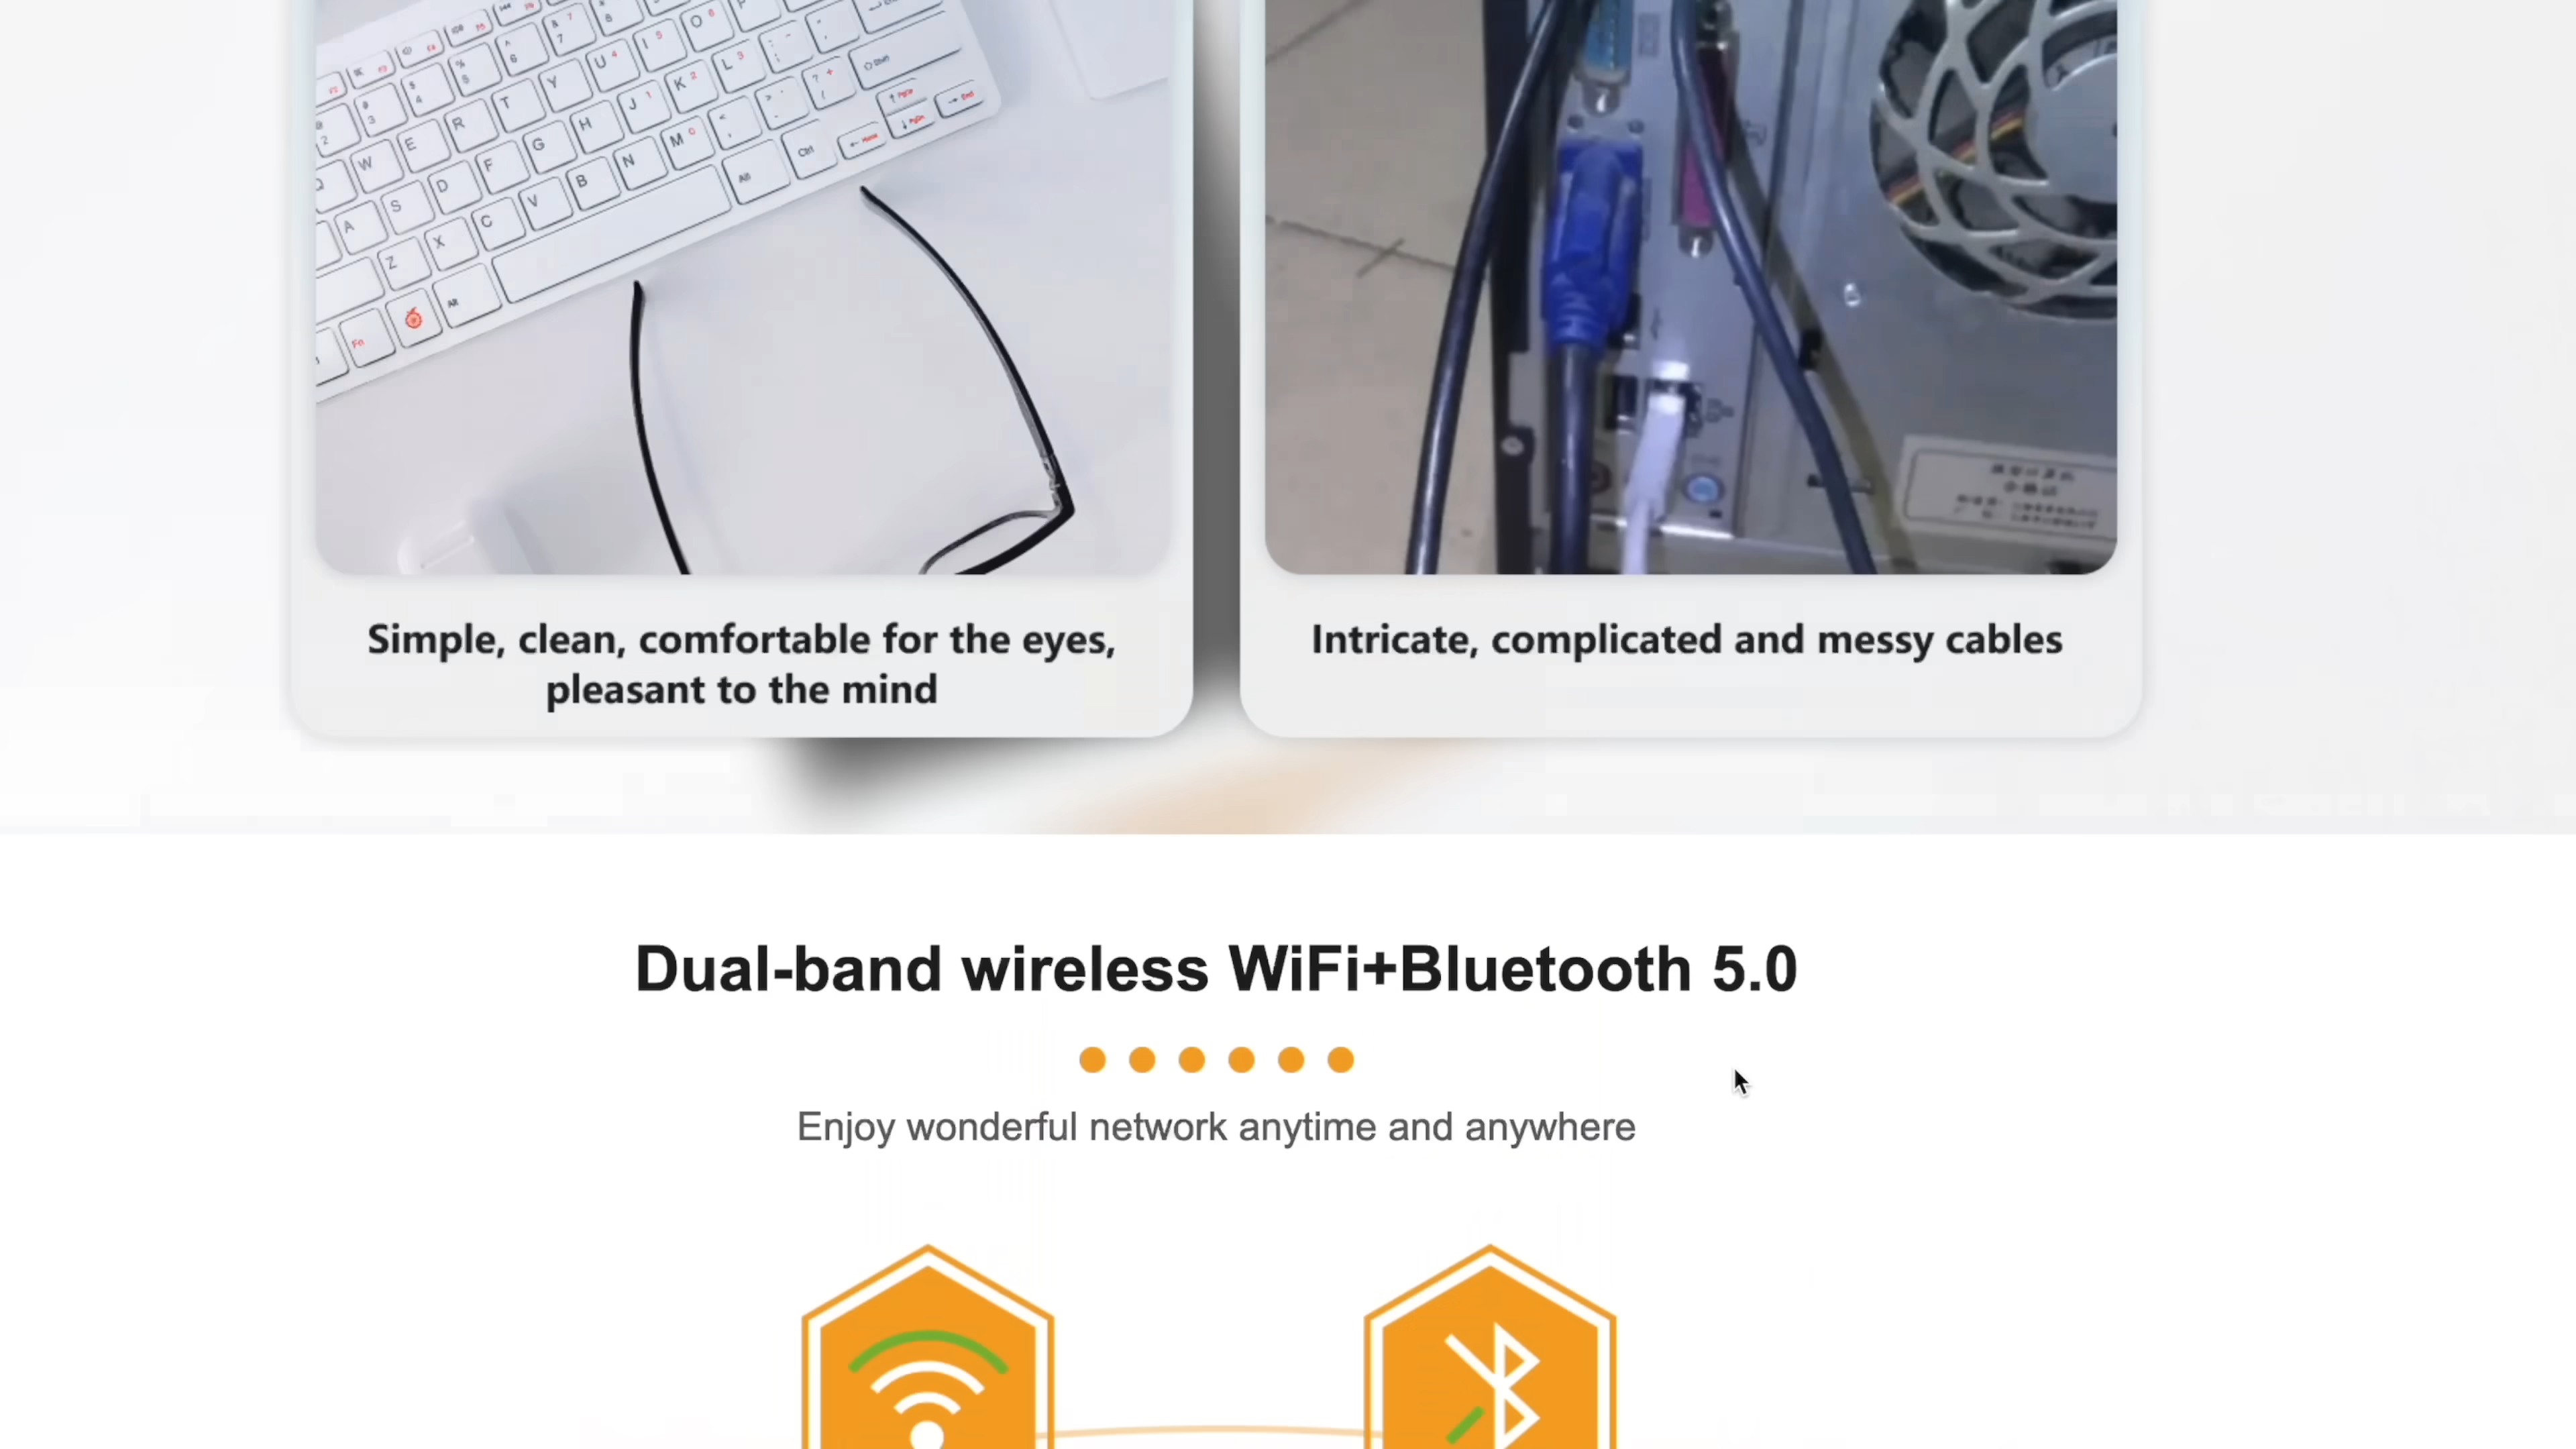 Simple, clean, comfortable for the eyes,
pleasant to the mind
Intricate, complicated and messy cables
Dual-band wireless WiFi+Bluetooth 5.0
Enjoy wonderful network anytime and anywhere